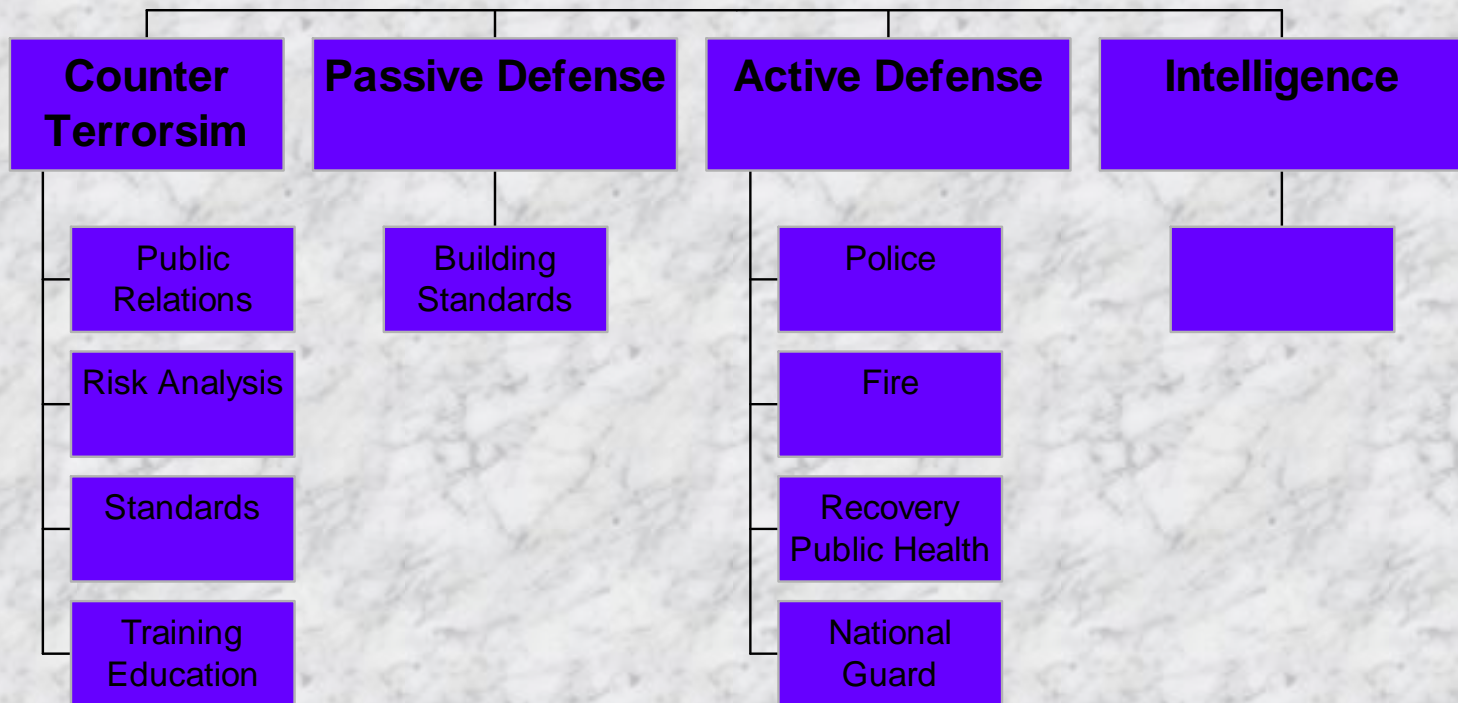 Counter
Terrorsim
Passive Defense
Active Defense
Intelligence
Public
Relations
Risk Analysis
Standards
Training
Education
Building
Standards
Police
Fire
Recovery
Public Health
National
Guard